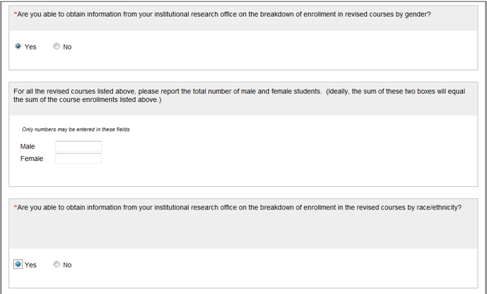 *Are you able to obtain information from your institutional research office on the breakdown of enrollment in revised courses by gender?
Yes No
For all the revised courses listed above, please report the total number of male and female students. (Ideally, the sum of these two boxes will equal
the sum of the course enrollments listed above.)
Only numbers may be entered in these fields
Male
Female
*Are you able to obtain information from your institutional research office on the breakdown of enrollment in the revised courses by race/ethnicity?
Yes No